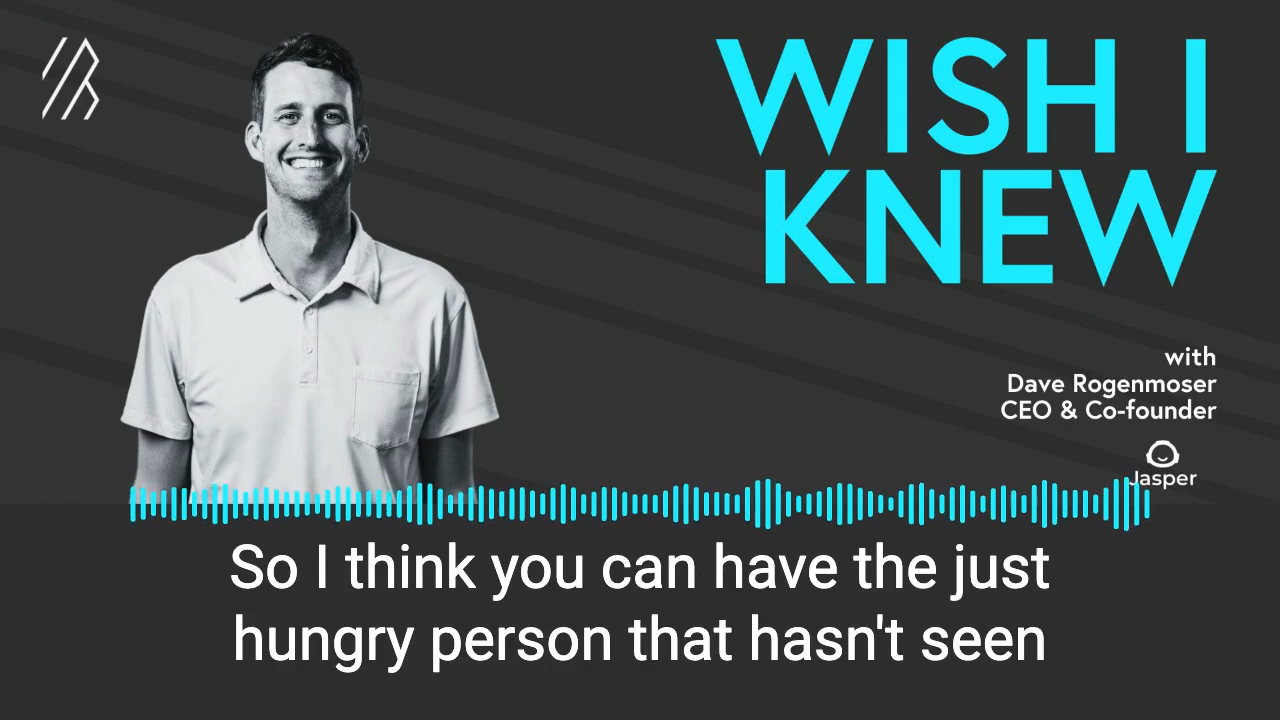 WISH I
KNEW
with
Dave Rogenmoser
CEO & Co-founder
Jasper
So I think you can have the just
hungry person that hasn't seen